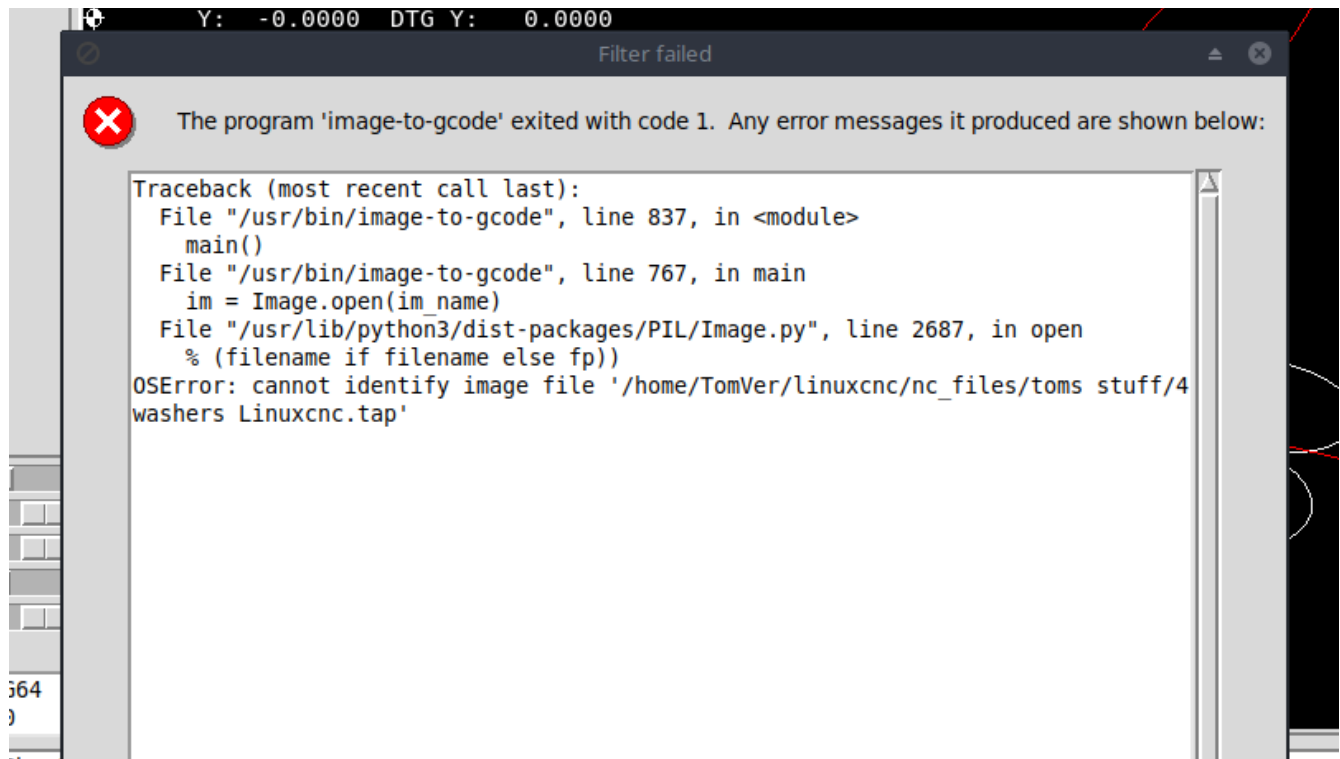 Y: -0.0000 DTG Y: 0.0000
Filter failed
The program 'image-to-gcode' exited with code 1. Any error messages it produced are shown below:
Traceback (most recent call last):
File "/usr/bin/image-to-gcode", line 837, in <module>
main()
File "/usr/bin/image-to-gcode", line 767, in main
im = Image.open(im_name)
File "/usr/lib/python3/dist-packages/PIL/Image.py", line 2687, in open
% (filename if filename else fp))
OSError: cannot identify image file '/home/TomVer/linuxcnc/nc_files/toms stuff/4
washers Linuxcnc.tap'